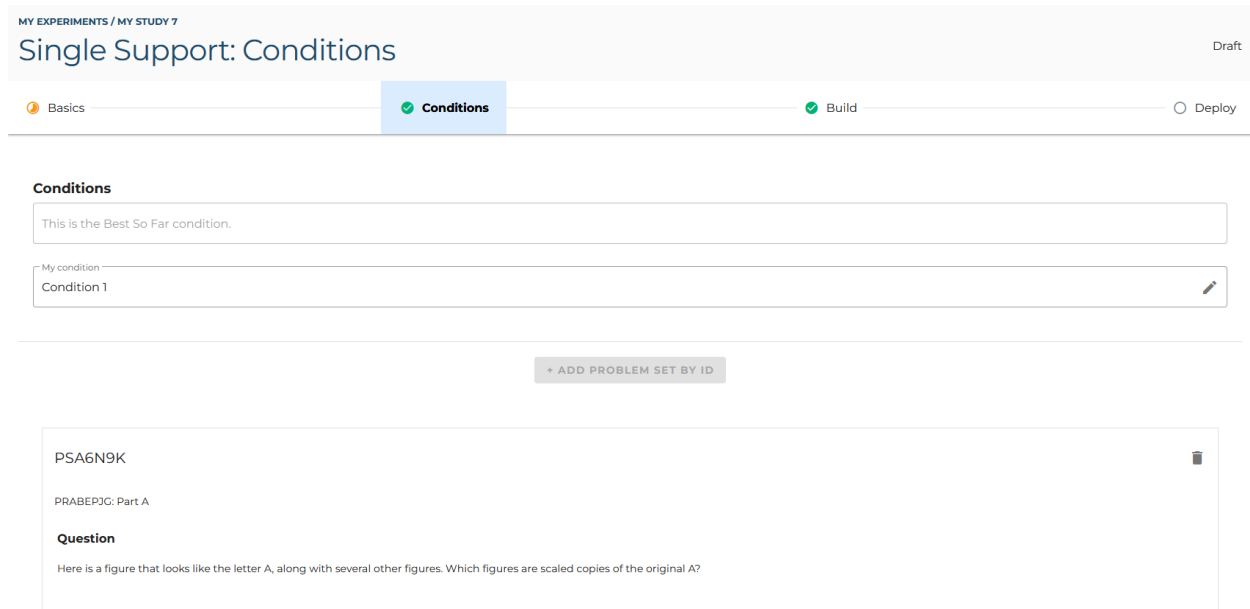 MY EXPERIMENTS / MY STUDY 7
Single Support: Conditions
Draft
Basics
Conditions
Build
Deploy
Conditions
This is the Best So Far condition.
My condition
Condition 1
+ ADD PROBLEM SET BY ID
PSA6N9K
PRABEPJG: Part A
Question
Here is a figure that looks like the letter A, along with several other figures. Which figures are scaled copies of the original A?